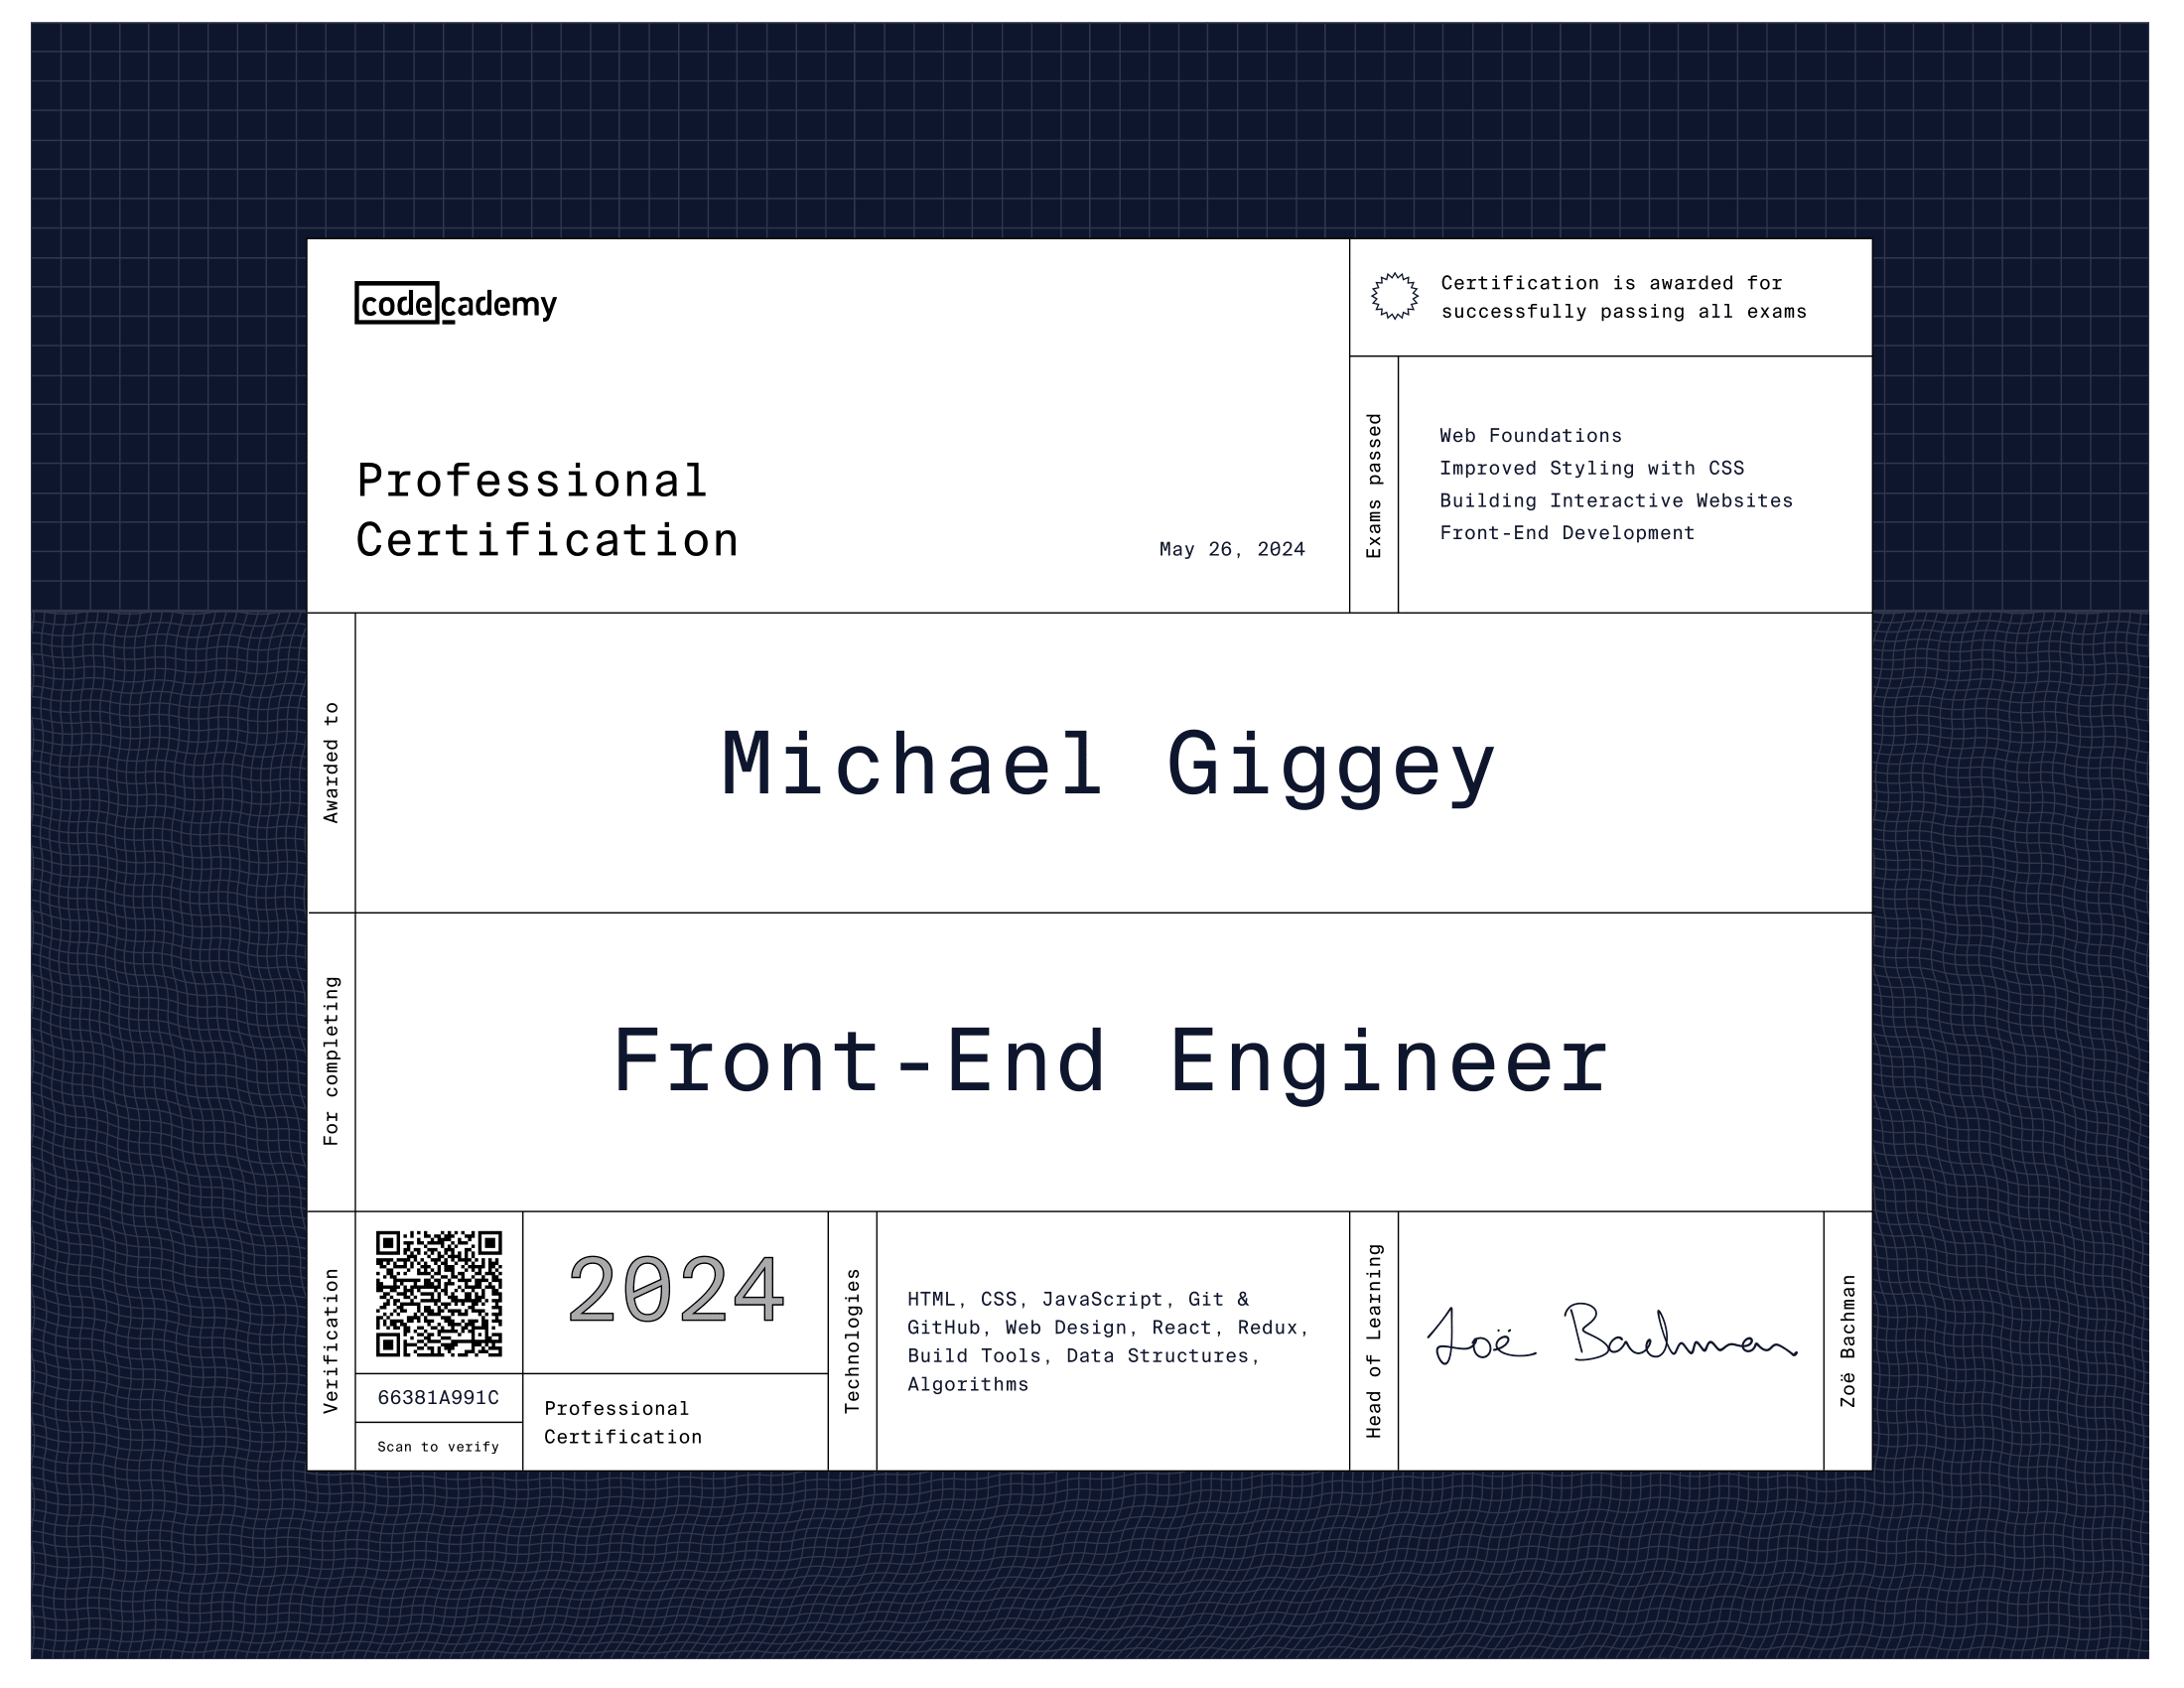 codecademy
Certification is awarded for
successfully passing all exams
Professional
Certification
May 26, 2024
Exams passed
Web Foundations
Improved Styling with CSS
Building Interactive Websites
Front-End Development
Awarded to
Michael Giggey
For completing
Front-End Engineer
Verification
66381A991C
Scan to verify
2024
Professional
Certification
Technologies
HTML, CSS, JavaScript, Git &
GitHub, Web Design, React, Redux,
Build Tools, Data Structures,
Algorithms
Head of Learning
Zoë Bachman
Zoë Bachman